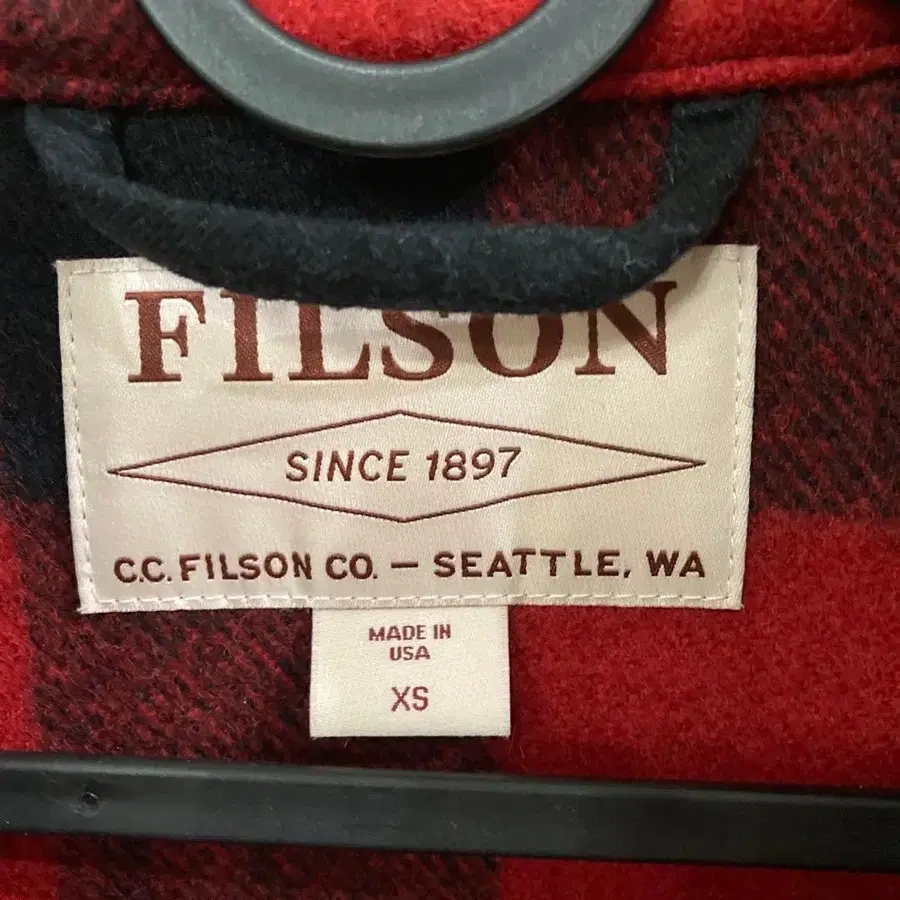 FILSON
SINCE 1897
C.C. FILSON CO. — SEATTLE, WA
MADE IN
USA
XS